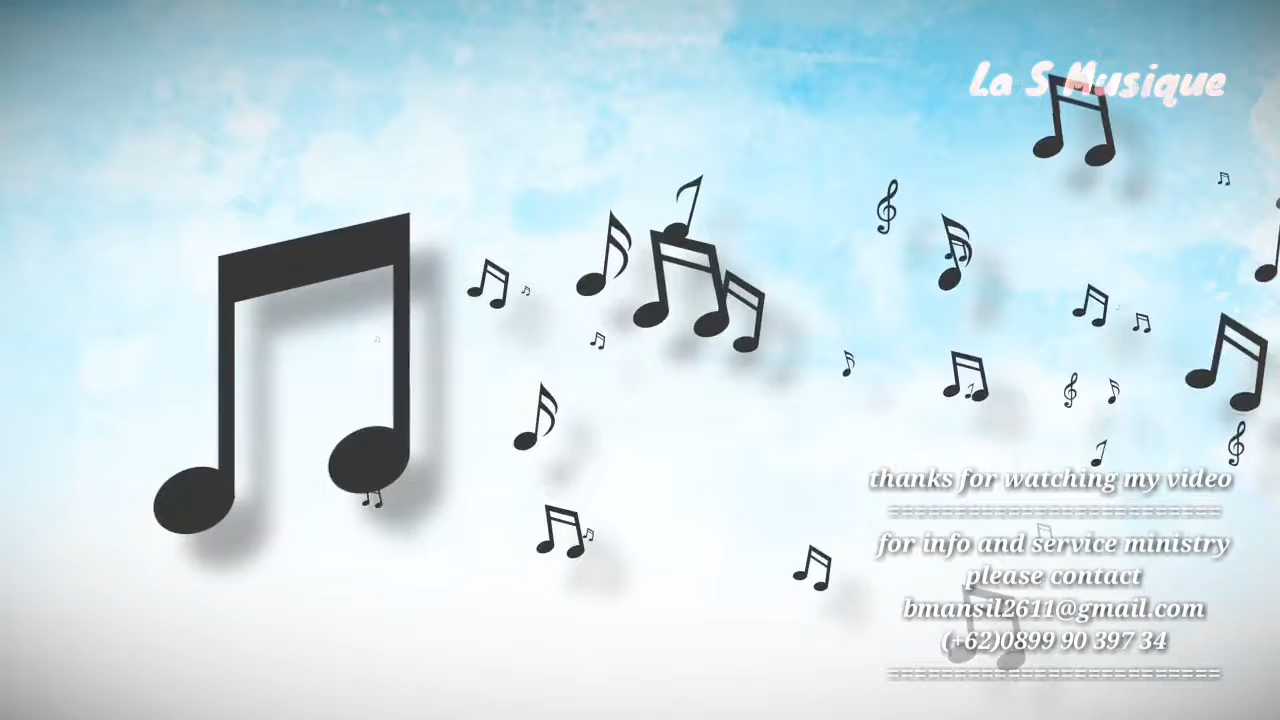 La S Musique
thanks for watching my video
==========================
for info and service ministry
please contact
bmansil2611@gmail.com
(+62)0899 90 397 34
==========================